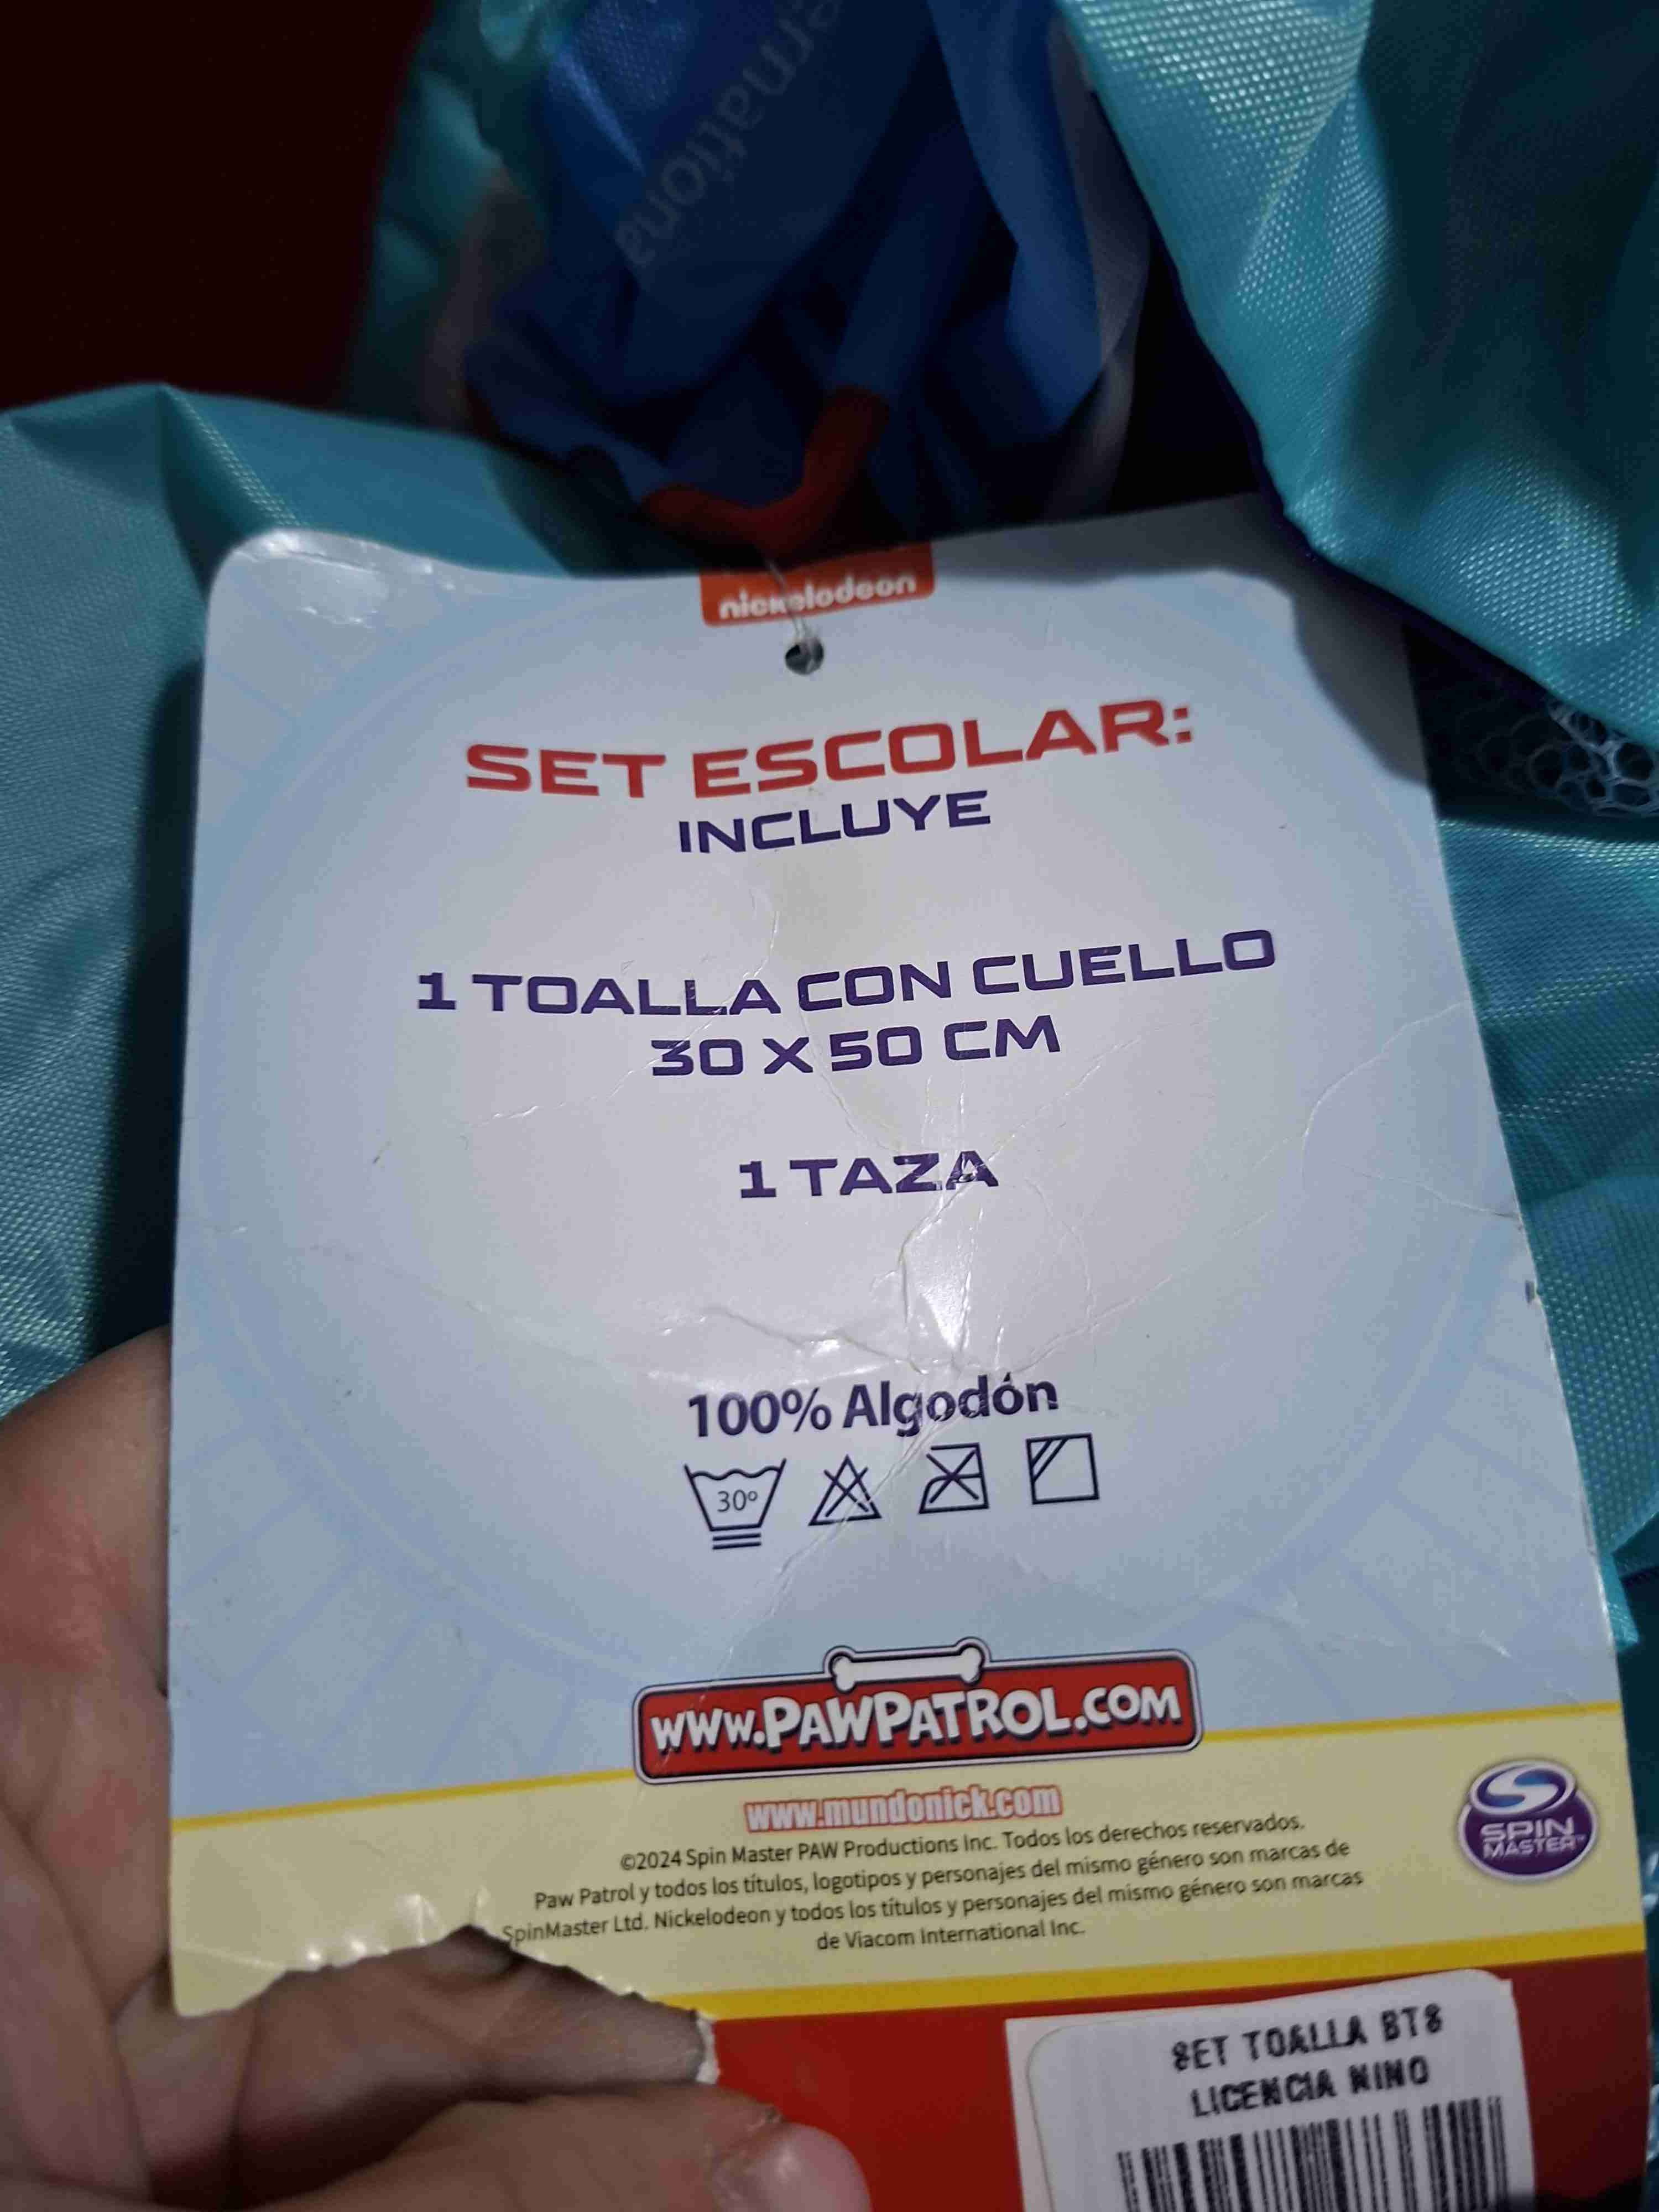 nickelodeon
SET ESCOLAR:
INCLUYE
1 TOALLA CON CUELLO
30 X 50 CM
1 TAZA
100% Algodón
30°
WWW.PAWPATROL.COM
www.mundonick.com
©2024 Spin Master PAW Productions Inc. Todos los derechos reservados.
Paw Patrol y todos los títulos, logotipos y personajes del mismo género son marcas de
SpinMaster Ltd. Nickelodeon y todos los títulos y personajes del mismo género son marcas
de Viacom International Inc.
SPIN
MASTER™
SET TOALLA BTS
LICENCIA NINO